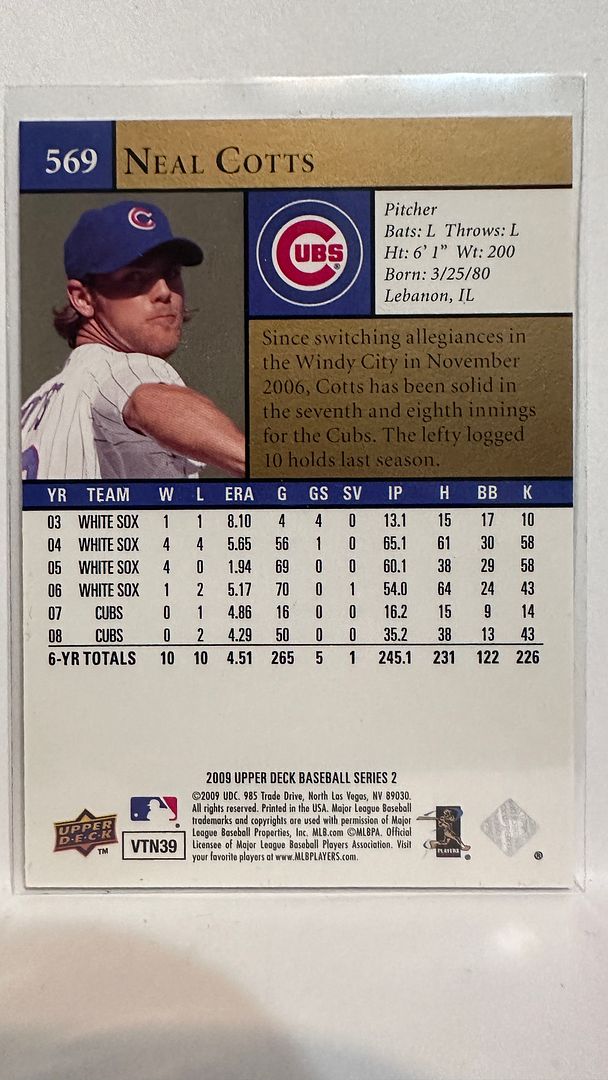 569 NEAL COTTS
C
CUBS®
Pitcher
Bats: L Throws: L
Ht: 6' 1" Wt: 200
Born: 3/25/80
Lebanon, IL
Since switching allegiances in
the Windy City in November
2006, Cotts has been solid in
the seventh and eighth innings
for the Cubs. The lefty logged
10 holds last season.
YR TEAM W L ERA G GS SV IP H BB K
03 WHITE SOX 1 1 8.10 4 4 0 13.1 15 17 10
04 WHITE SOX 4 4 5.65 56 1 0 65.1 61 30 58
05 WHITE SOX 4 0 1.94 69 0 0 60.1 38 29 58
06 WHITE SOX 1 2 5.17 70 0 1 54.0 64 24 43
07 CUBS 0 1 4.86 16 0 0 16.2 15 9 14
08 CUBS 0 2 4.29 50 0 0 35.2 38 13 43
6-YR TOTALS 10 10 4.51 265 5 1 245.1 231 122 226
2009 UPPER DECK BASEBALL SERIES 2
©2009 UDC. 985 Trade Drive, North Las Vegas, NV 89030.
All rights reserved. Printed in the USA. Major League Baseball
trademarks and copyrights are used with permission of Major
League Baseball Properties, Inc. MLB.com ©MLBPA. Official
Licensee of Major League Baseball Players Association. Visit
your favorite players at www.MLBPLAYERS.com.
UPPER
D·E·C·K
™
VTN39
PLAYERS
®